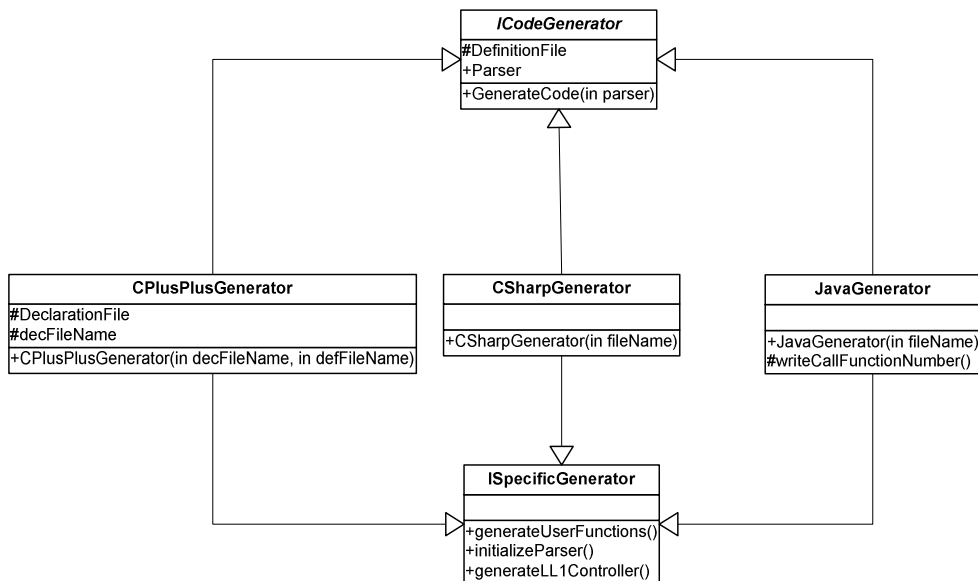 ICodeGenerator
#DefinitionFile
+Parser
+GenerateCode(in parser)
CPlusPlusGenerator
#DeclarationFile
#decFileName
+CPlusPlusGenerator(in decFileName, in defFileName)
CSharpGenerator
+CSharpGenerator(in fileName)
JavaGenerator
+JavaGenerator(in fileName)
#writeCallFunctionNumber()
ISpecificGenerator
+generateUserFunctions()
+initializeParser()
+generateLL1Controller()